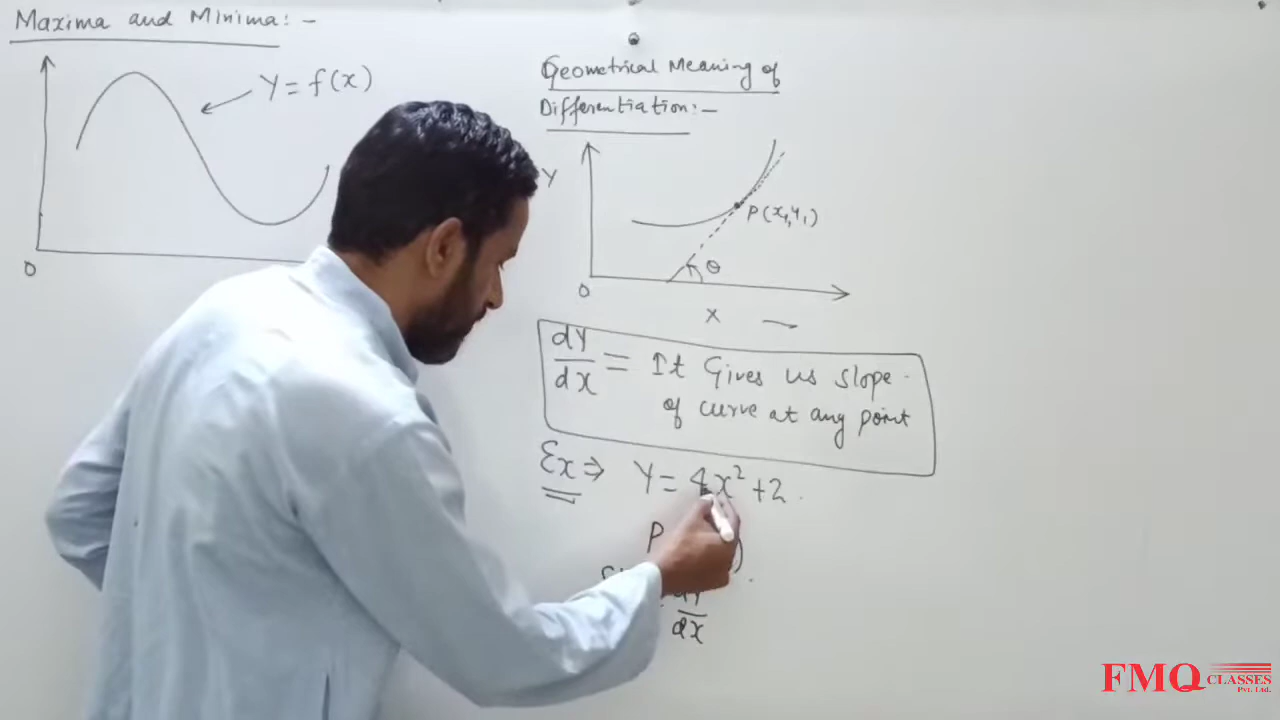 Maxima and Minima:-
Y = f(x)
O
Geometrical Meaning of
Differentiation:-
Y
P(x₁,y₁)
θ
O
X
dY/dx = It Gives us slope
of curve at any point
Ex ⇒ Y = 4x² + 2
P )
dY/dx
FMQ CLASSES
Pvt. Ltd.